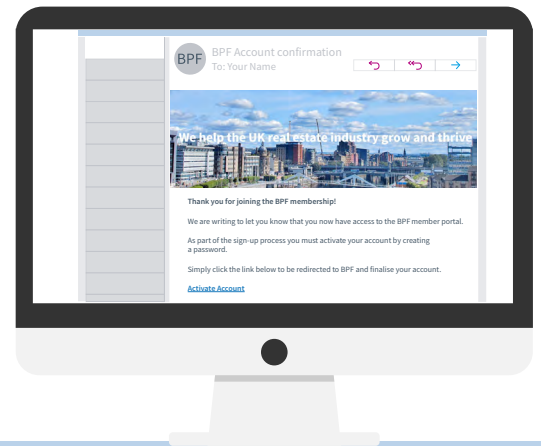 BPF
BPF Account confirmation
To: Your Name
We help the UK real estate industry grow and thrive
Thank you for joining the BPF membership!
We are writing to let you know that you now have access to the BPF member portal.
As part of the sign-up process you must activate your account by creating
a password.
Simply click the link below to be redirected to BPF and finalise your account.
Activate Account